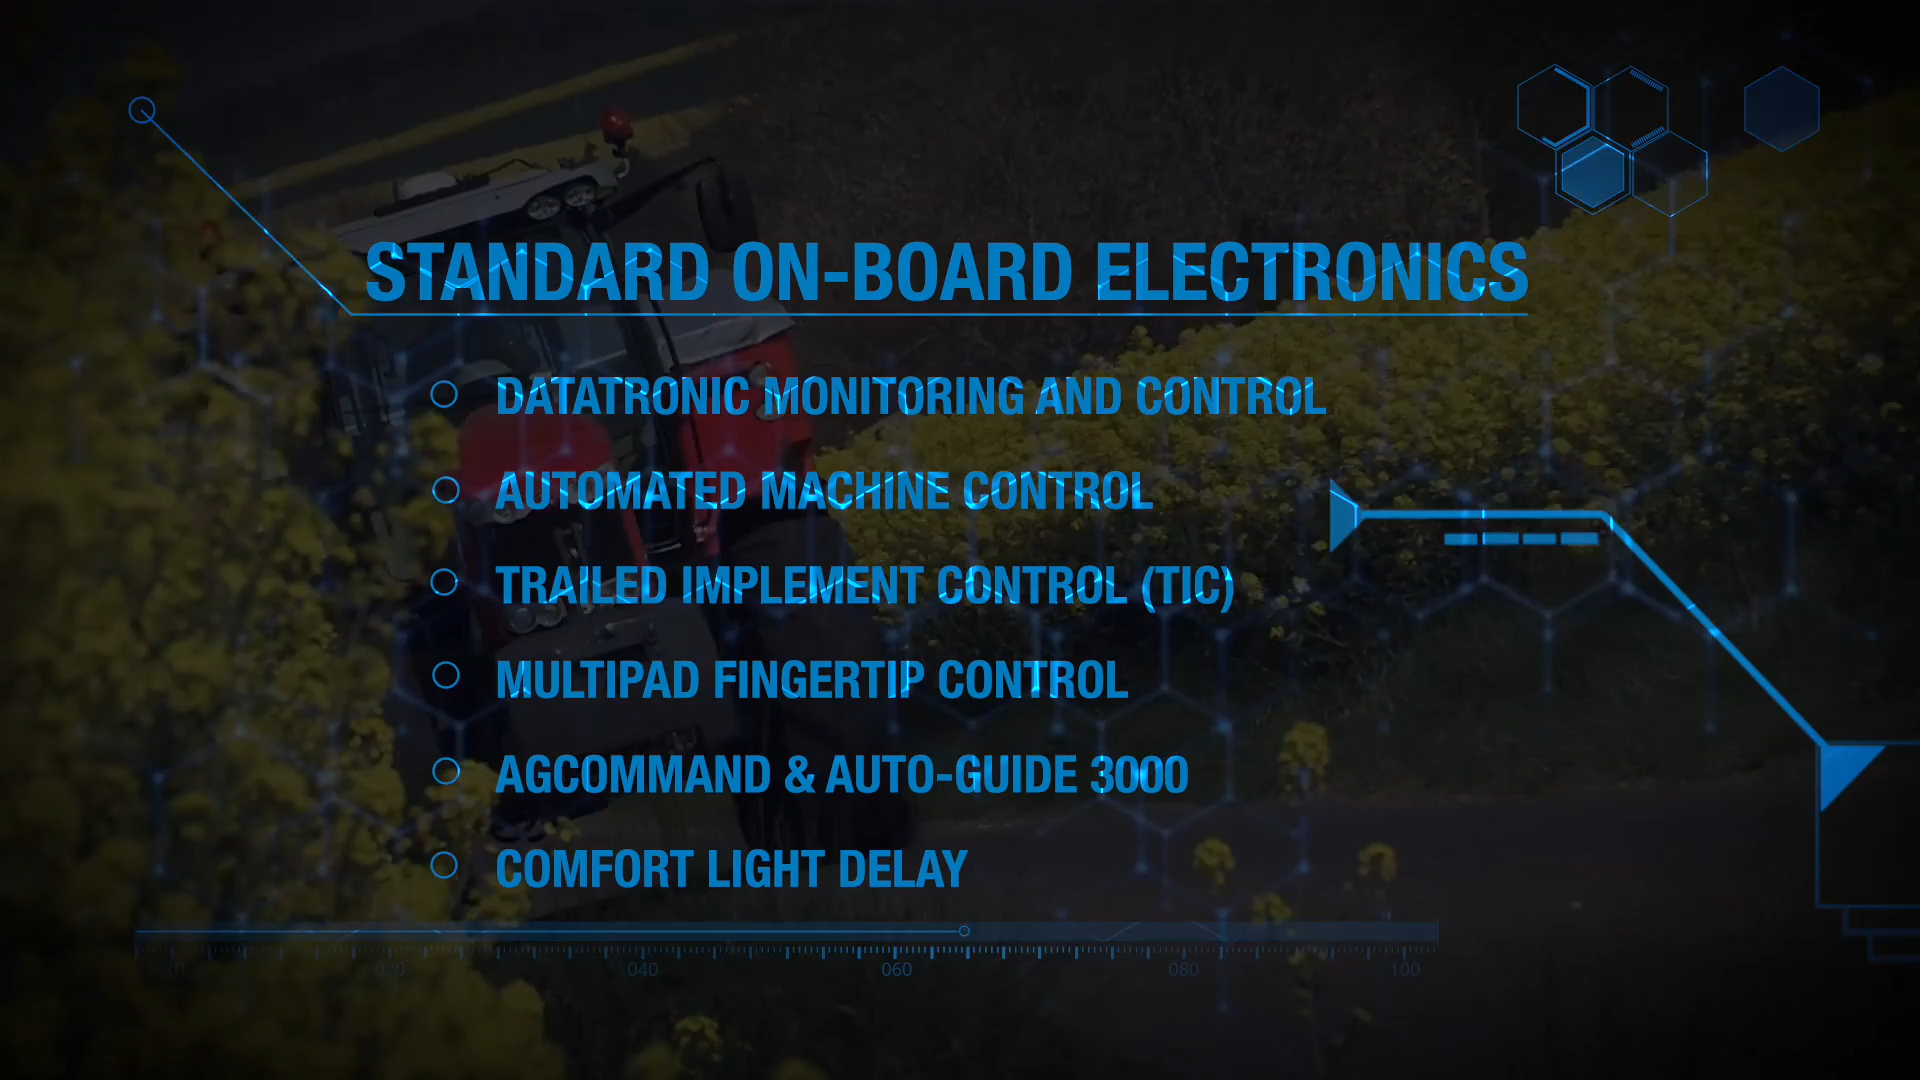 STANDARD ON-BOARD ELECTRONICS
DATATRONIC MONITORING AND CONTROL
AUTOMATED MACHINE CONTROL
TRAILED IMPLEMENT CONTROL (TIC)
MULTIPAD FINGERTIP CONTROL
AGCOMMAND & AUTO-GUIDE 3000
COMFORT LIGHT DELAY
020 040 060 080 100